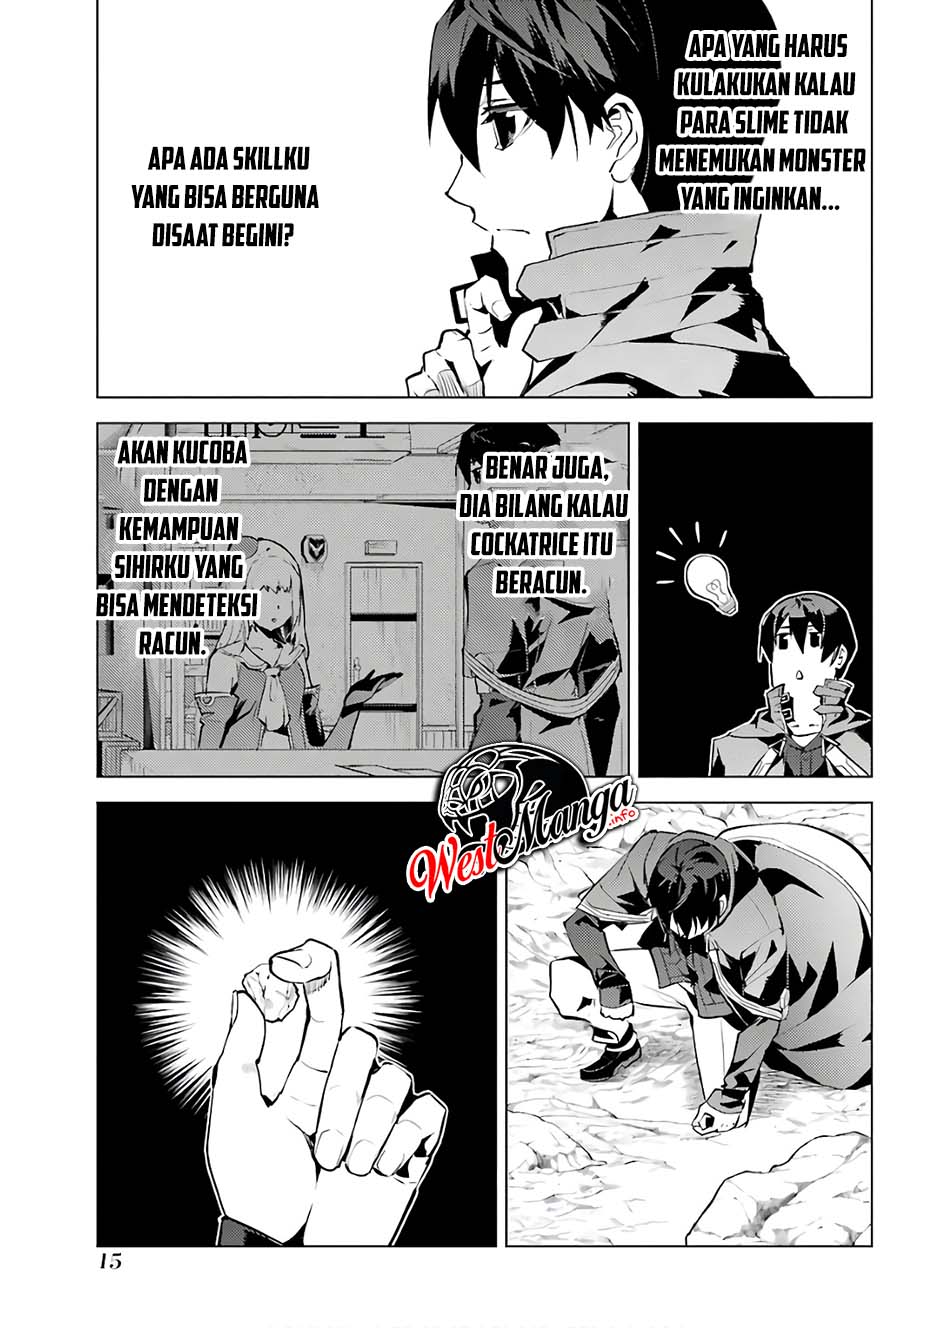 APA YANG HARUS
KULAKUKAN KALAU
PARA SLIME TIDAK
MENEMUKAN MONSTER
YANG INGINKAN...
APA ADA SKILLKU
YANG BISA BERGUNA
DISAAT BEGINI?
BENAR JUGA,
DIA BILANG KALAU
COCKATRICE ITU
BERACUN.
AKAN KUCOBA
DENGAN
KEMAMPUAN
SIHIRKU YANG
BISA MENDETEKSI
RACUN.
WEST MANGA
.info
15